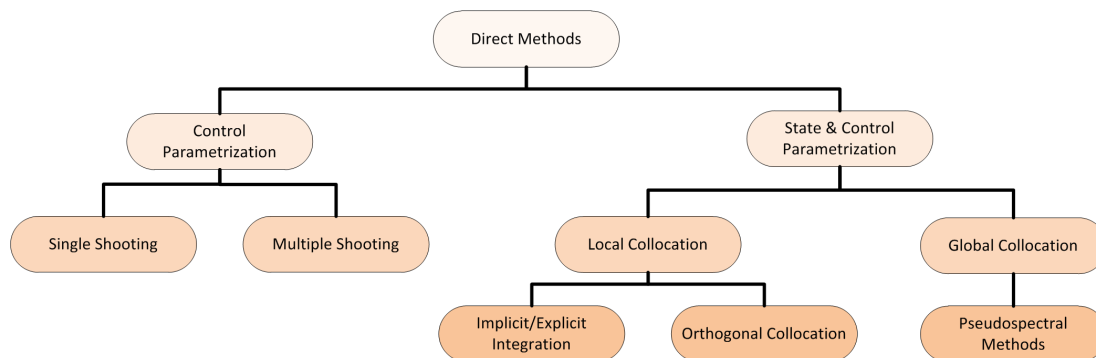 Direct Methods
Control
Parametrization
State & Control
Parametrization
Single Shooting
Multiple Shooting
Local Collocation
Global Collocation
Implicit/Explicit
Integration
Orthogonal Collocation
Pseudospectral
Methods